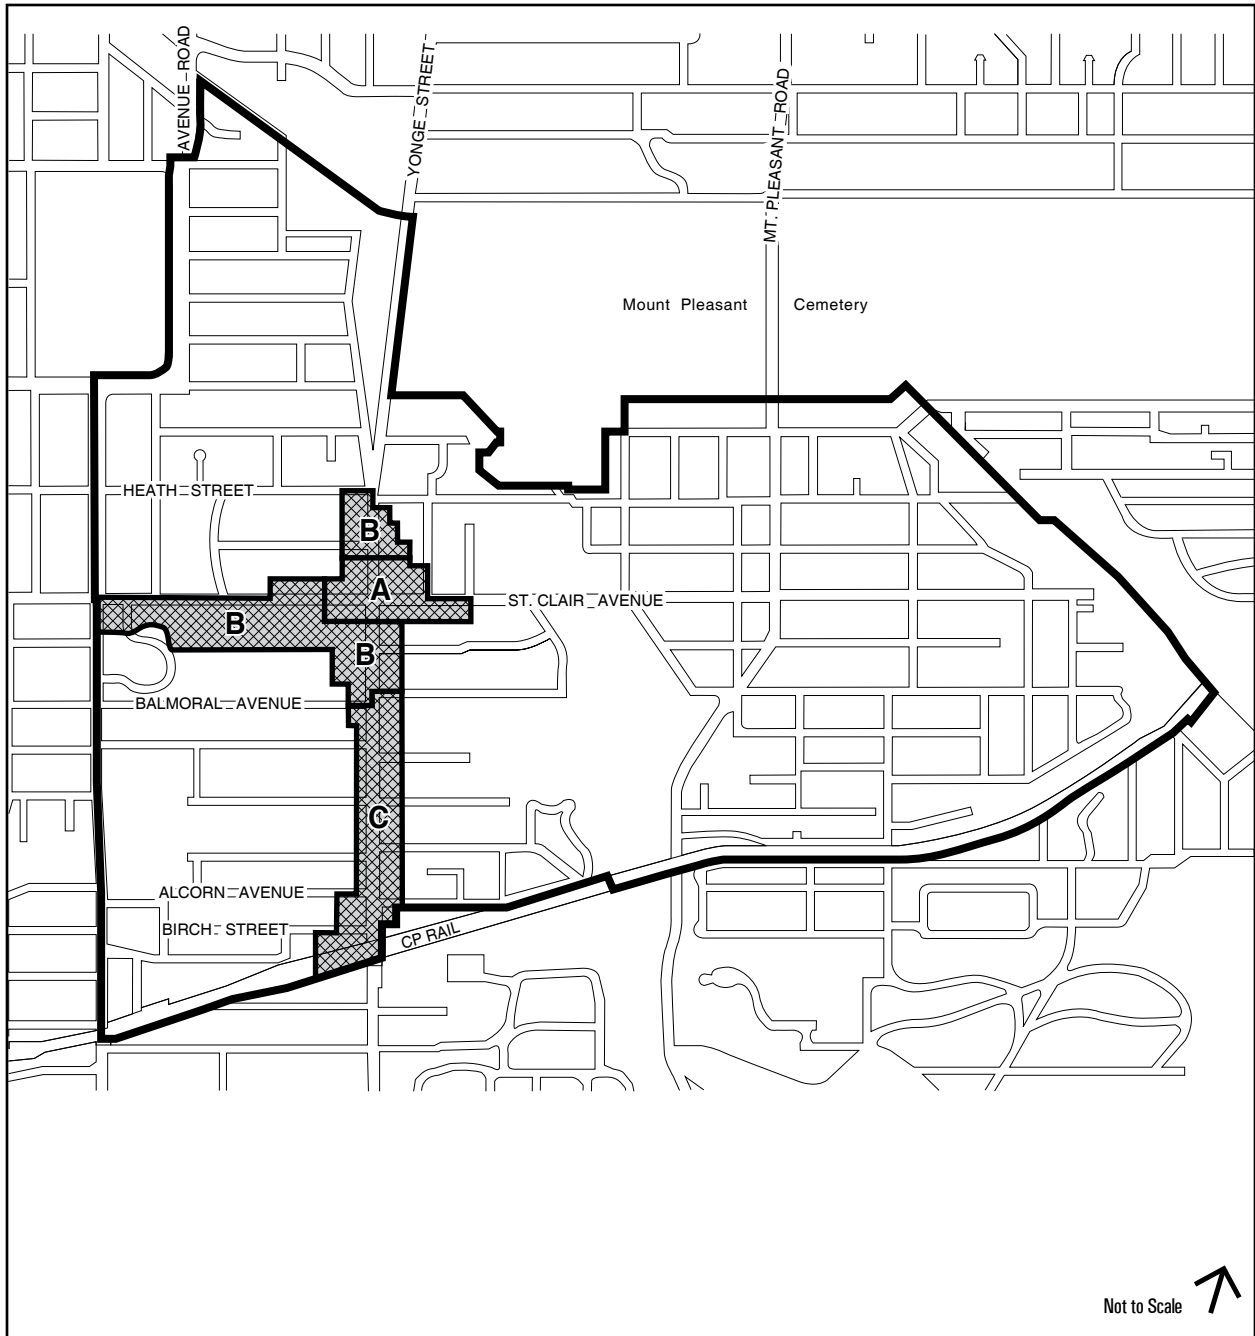 AVENUE ROAD
YONGE STREET
MT. PLEASANT ROAD
Mount Pleasant Cemetery
HEATH STREET
B
A
ST. CLAIR AVENUE
B
B
BALMORAL AVENUE
C
ALCORN AVENUE
BIRCH STREET
CP RAIL
Not to Scale